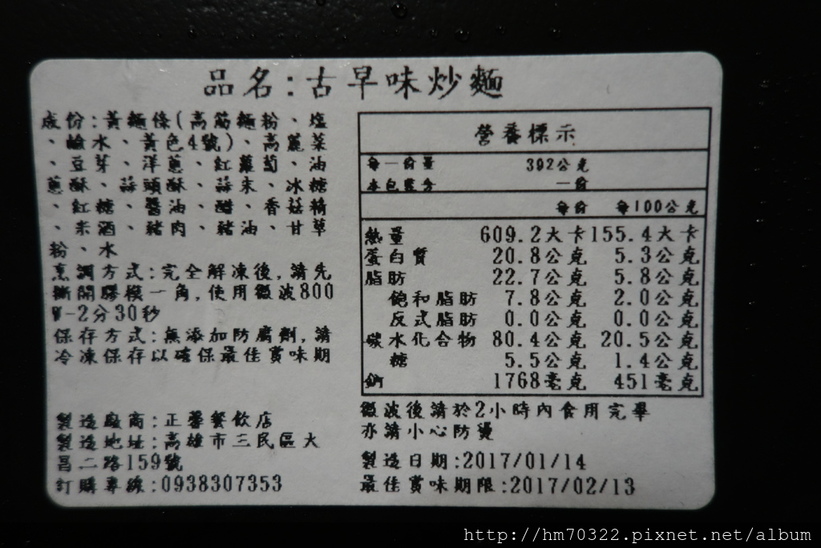 品名:古早味炒麵
成份:黃麵條(高筋麵粉、塩
、鹼水、黃色4號)、高麗菜
、豆芽、洋蔥、紅蘿蔔、油
蔥酥、蒜頭酥、蒜末、冰糖
、紅糖、醬油、醋、香菇精
、米酒、豬肉、豬油、甘草
粉、水
烹調方式:完全解凍後,請先
撕開膠模一角,使用微波800
W-2分30秒
保存方式:無添加防腐劑,請
冷凍保存以確保最佳賞味期
製造廠商:正馨餐飲店
製造地址:高雄市三民區大
昌二路159號
訂購專線:0938307353
營養標示
每一份量 392公克
本包裝含 一份
每份 每100公克
熱量 609.2大卡 155.4大卡
蛋白質 20.8公克 5.3公克
脂肪 22.7公克 5.8公克
飽和脂肪 7.8公克 2.0公克
反式脂肪 0.0公克 0.0公克
碳水化合物 80.4公克 20.5公克
糖 5.5公克 1.4公克
鈉 1768毫克 451毫克
微波後請於2小時內食用完畢
亦請小心防燙
製造日期:2017/01/14
最佳賞味期限:2017/02/13
http://hm70322.pixnet.net/album